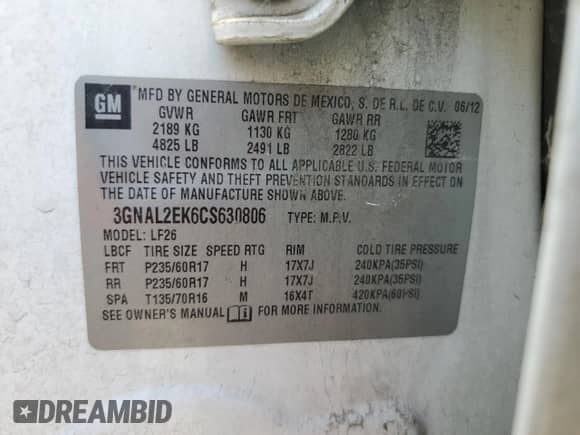 GM
MFD BY GENERAL MOTORS DE MEXICO, S. DE R.L. DE C.V. 06/12
GVWR GAWR FRT GAWR RR
2189 KG 1130 KG 1280 KG
4825 LB 2491 LB 2822 LB
THIS VEHICLE CONFORMS TO ALL APPLICABLE U.S. FEDERAL MOTOR
VEHICLE SAFETY AND THEFT PREVENTION STANDARDS IN EFFECT ON
THE DATE OF MANUFACTURE SHOWN ABOVE.
3GNAL2EK6CS630806 TYPE: M.P.V.
MODEL: LF26
LBCF TIRE SIZE SPEED RTG RIM COLD TIRE PRESSURE
FRT P235/60R17 H 17X7J 240KPA(35PSI)
RR P235/60R17 H 17X7J 240KPA(35PSI)
SPA T135/70R16 M 16X4T 420KPA(60PSI)
SEE OWNER'S MANUAL FOR MORE INFORMATION.
DREAMBID